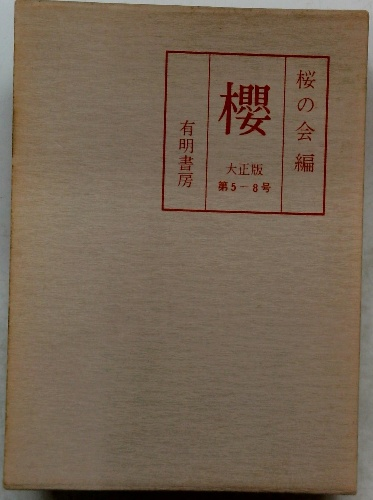 桜の会編
櫻
大正版
第5-8号
有明書房